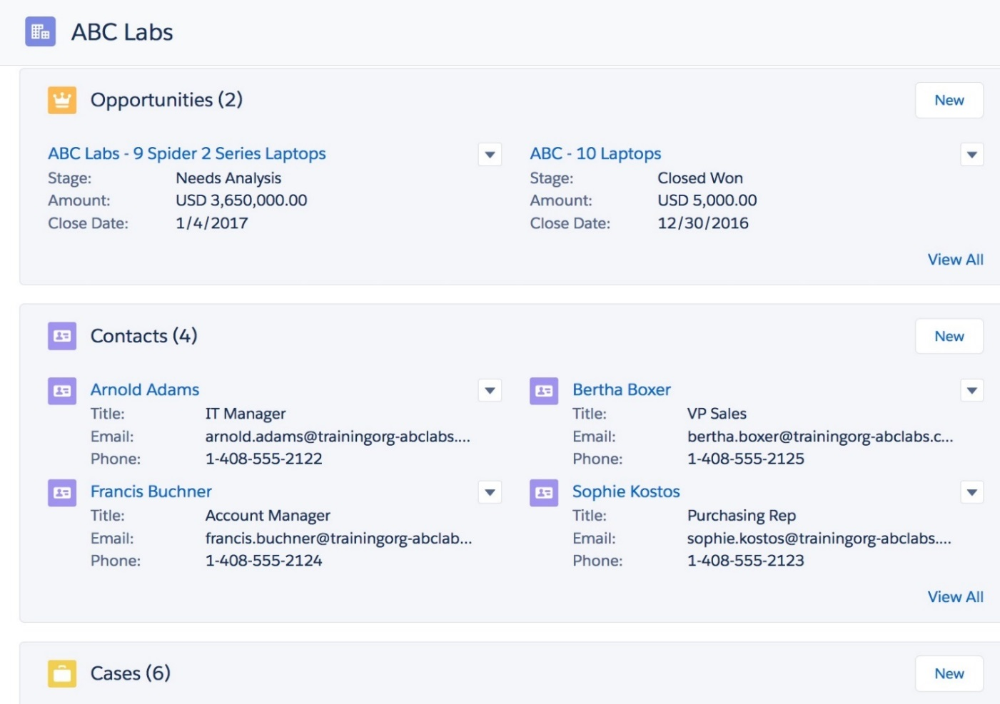 ABC Labs
Opportunities (2)
New
ABC Labs - 9 Spider 2 Series Laptops
Stage: Needs Analysis
Amount: USD 3,650,000.00
Close Date: 1/4/2017
ABC - 10 Laptops
Stage: Closed Won
Amount: USD 5,000.00
Close Date: 12/30/2016
View All
Contacts (4)
New
Arnold Adams
Title: IT Manager
Email: arnold.adams@trainingorg-abclabs....
Phone: 1-408-555-2122
Bertha Boxer
Title: VP Sales
Email: bertha.boxer@trainingorg-abclabs.c...
Phone: 1-408-555-2125
Francis Buchner
Title: Account Manager
Email: francis.buchner@trainingorg-abclab...
Phone: 1-408-555-2124
Sophie Kostos
Title: Purchasing Rep
Email: sophie.kostos@trainingorg-abclabs....
Phone: 1-408-555-2123
View All
Cases (6)
New